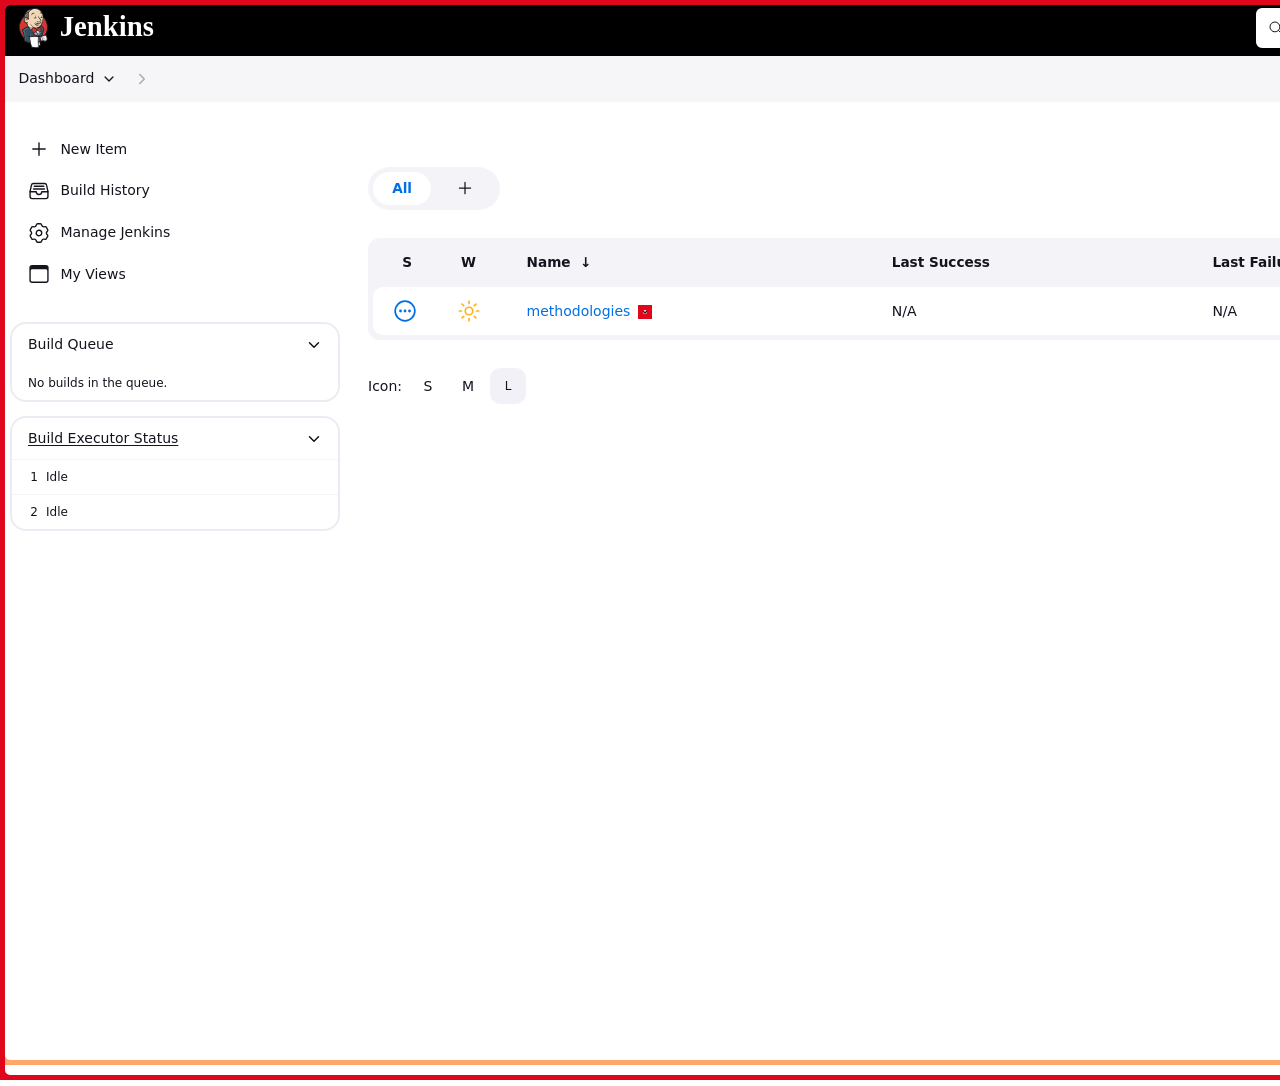 Jenkins
Dashboard
New Item
Build History
Manage Jenkins
My Views
Build Queue
No builds in the queue.
Build Executor Status
1 Idle
2 Idle
All
S W Name ↓ Last Success Last Failu
methodologies N/A N/A
Icon: S M L